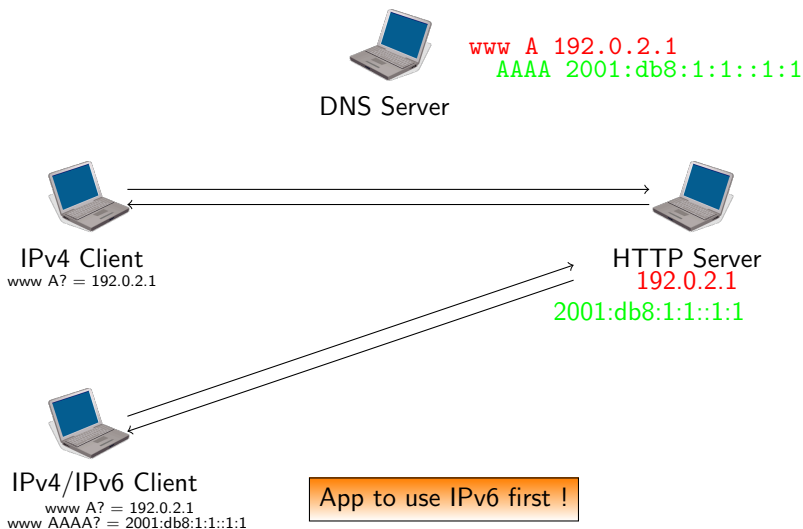 www A 192.0.2.1
AAAA 2001:db8:1:1::1:1
DNS Server
IPv4 Client
www A? = 192.0.2.1
HTTP Server
192.0.2.1
2001:db8:1:1::1:1
IPv4/IPv6 Client
www A? = 192.0.2.1
www AAAA? = 2001:db8:1:1::1:1
App to use IPv6 first !